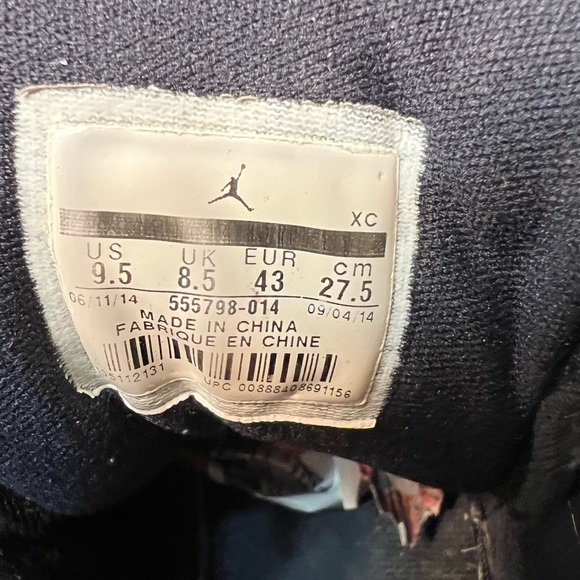 XC
US UK EUR cm
9.5 8.5 43 27.5
06/11/14 555798-014 09/04/14
MADE IN CHINA
FABRIQUE EN CHINE
UPC 00888408691156